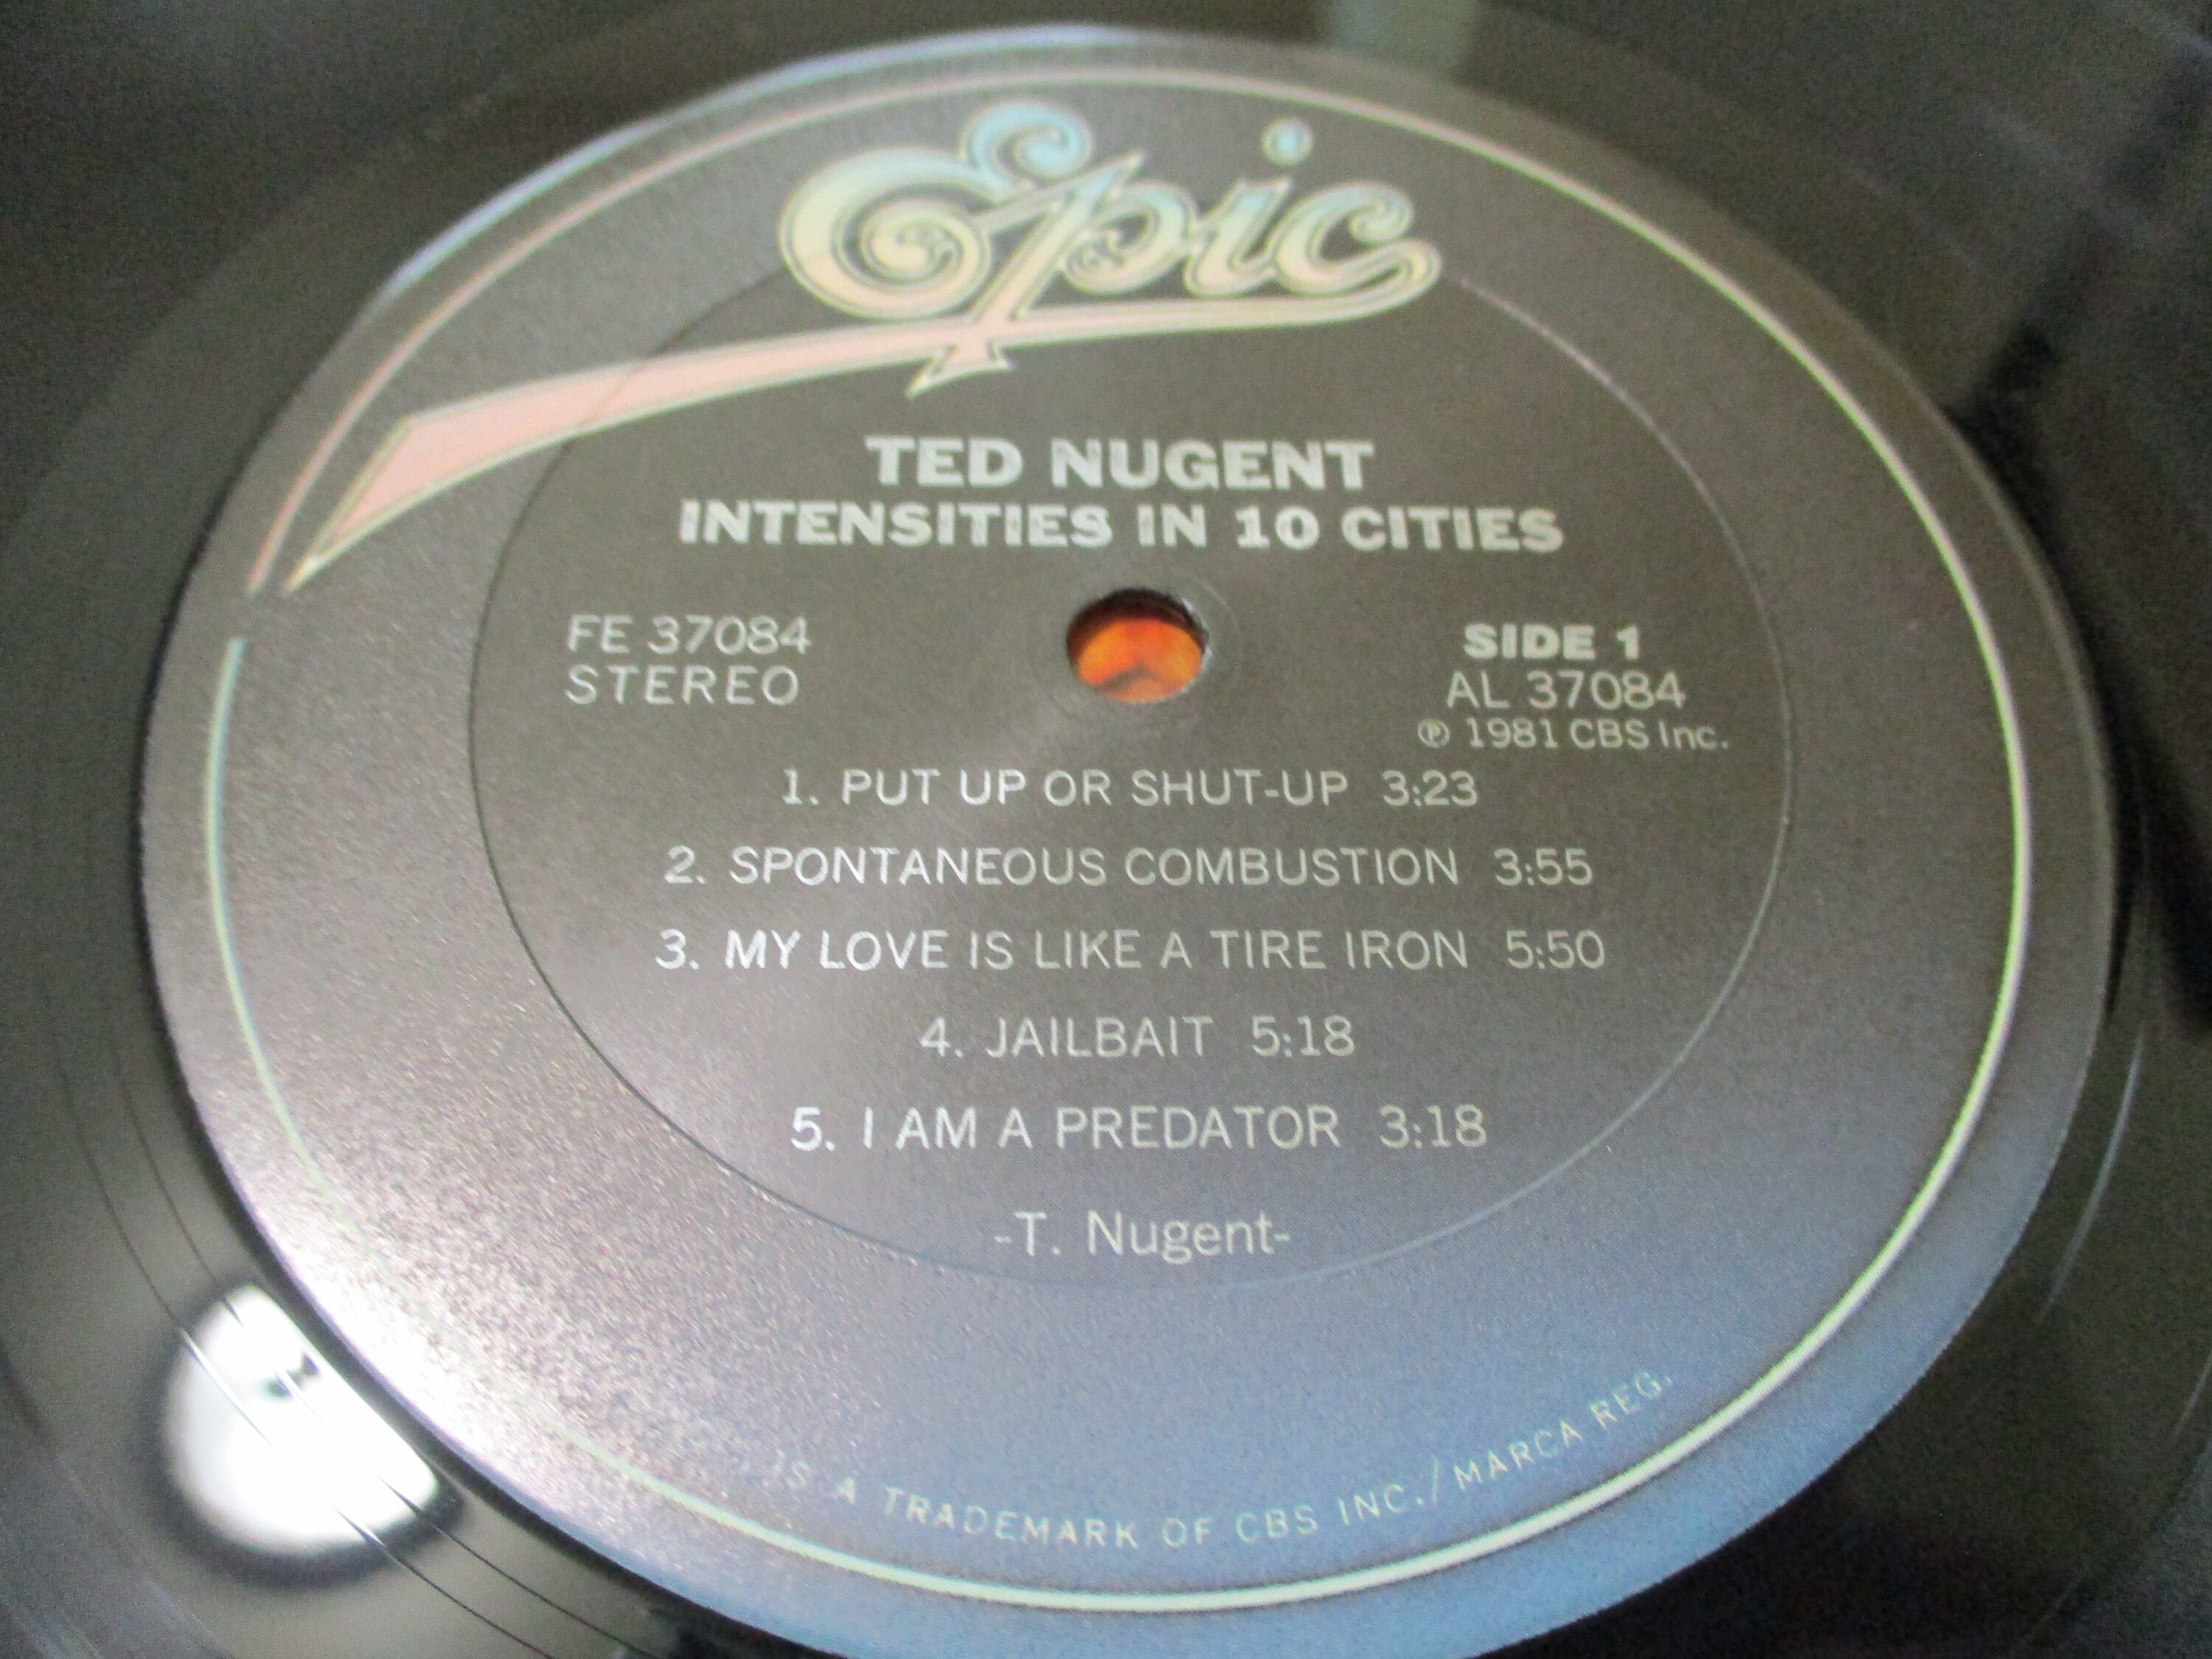 Epic
TED NUGENT
INTENSITIES IN 10 CITIES
FE 37084
STEREO
SIDE 1
AL 37084
℗ 1981 CBS Inc.
1. PUT UP OR SHUT-UP 3:23
2. SPONTANEOUS COMBUSTION 3:55
3. MY LOVE IS LIKE A TIRE IRON 5:50
4. JAILBAIT 5:18
5. I AM A PREDATOR 3:18
-T. Nugent-
IS A TRADEMARK OF CBS INC./MARCA REG.